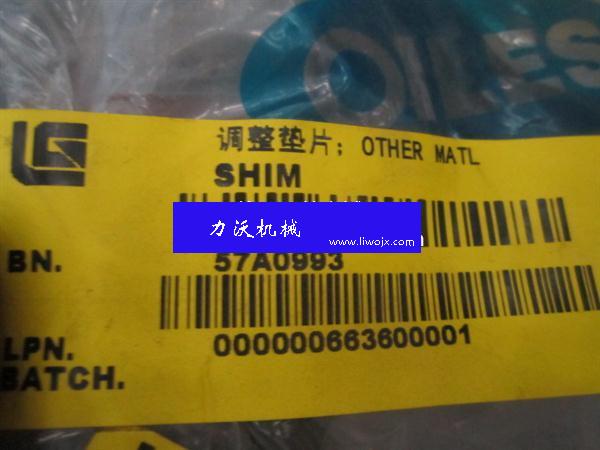 OILES
LG
调整垫片; OTHER MATL
SHIM
力沃机械
www.liwojx.com
BN.
57A0993
LPN.
000000663600001
BATCH.